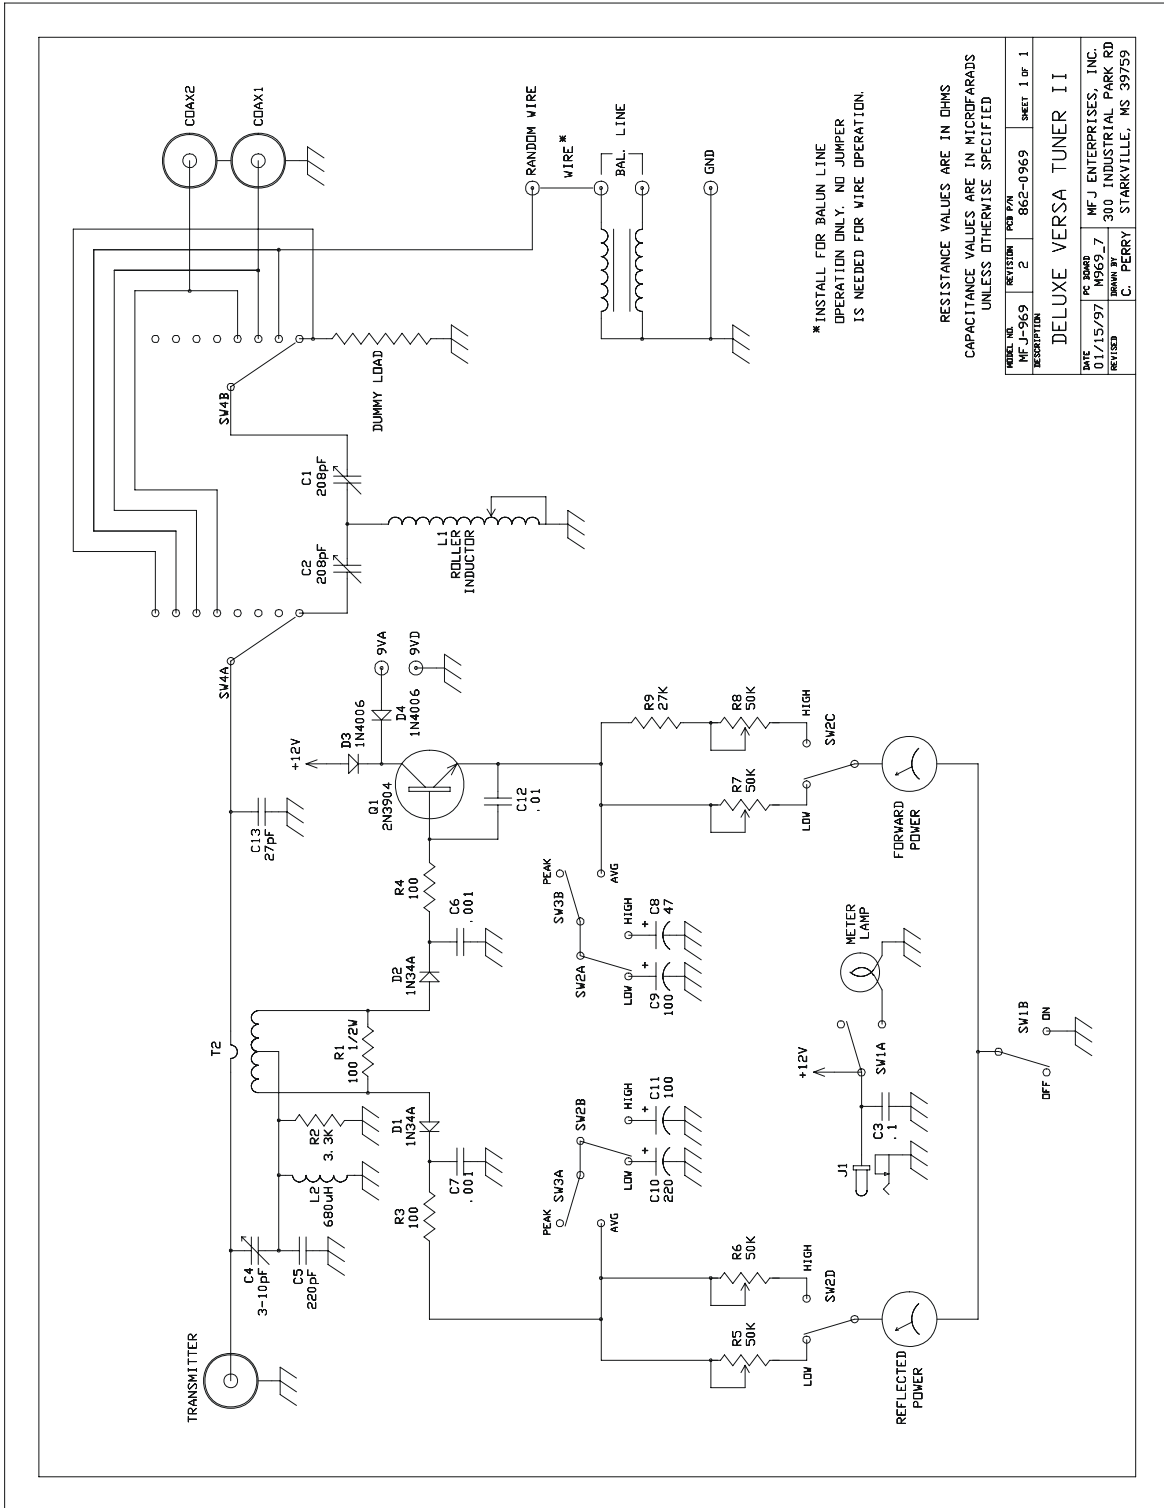 TRANSMITTER
C4
3-10pF
C5
220pF
L2
680uH
R2
3.3K
T2
R1
100 1/2W
D1
1N34A
C7
.001
R3
100
D2
1N34A
C6
.001
R4
100
C13
27pF
+12V
D3
1N4006
D4
1N4006
9VA
9VD
Q1
2N3904
C12
.01
SW4A
C2
208pF
C1
208pF
L1
ROLLER
INDUCTOR
SW4B
DUMMY LOAD
COAX2
COAX1
RANDOM WIRE
WIRE*
BAL. LINE
GND
PEAK
SW3A
AVG
SW2B
LOW
HIGH
C10
220
+
C11
100
+
PEAK
SW3B
AVG
SW2A
LOW
HIGH
C9
100
+
C8
47
+
R5
50K
R6
50K
LOW
HIGH
SW2D
REFLECTED
POWER
R7
50K
R9
27K
R8
50K
LOW
HIGH
SW2C
FORWARD
POWER
J1
C3
.1
+12V
SW1A
METER
LAMP
OFF
ON
SW1B
*INSTALL FOR BALUN LINE
OPERATION ONLY. NO JUMPER
IS NEEDED FOR WIRE OPERATION.
RESISTANCE VALUES ARE IN OHMS
CAPACITANCE VALUES ARE IN MICROFARADS
UNLESS OTHERWISE SPECIFIED
MODEL NO. REVISION PCB P/N
MFJ-969 2 862-0969 SHEET 1 OF 1
DESCRIPTION
DELUXE VERSA TUNER II
DATE PC BOARD
01/15/97 M969_7 MFJ ENTERPRISES, INC.
REVISED DRAWN BY 300 INDUSTRIAL PARK RD
C. PERRY STARKVILLE, MS 39759